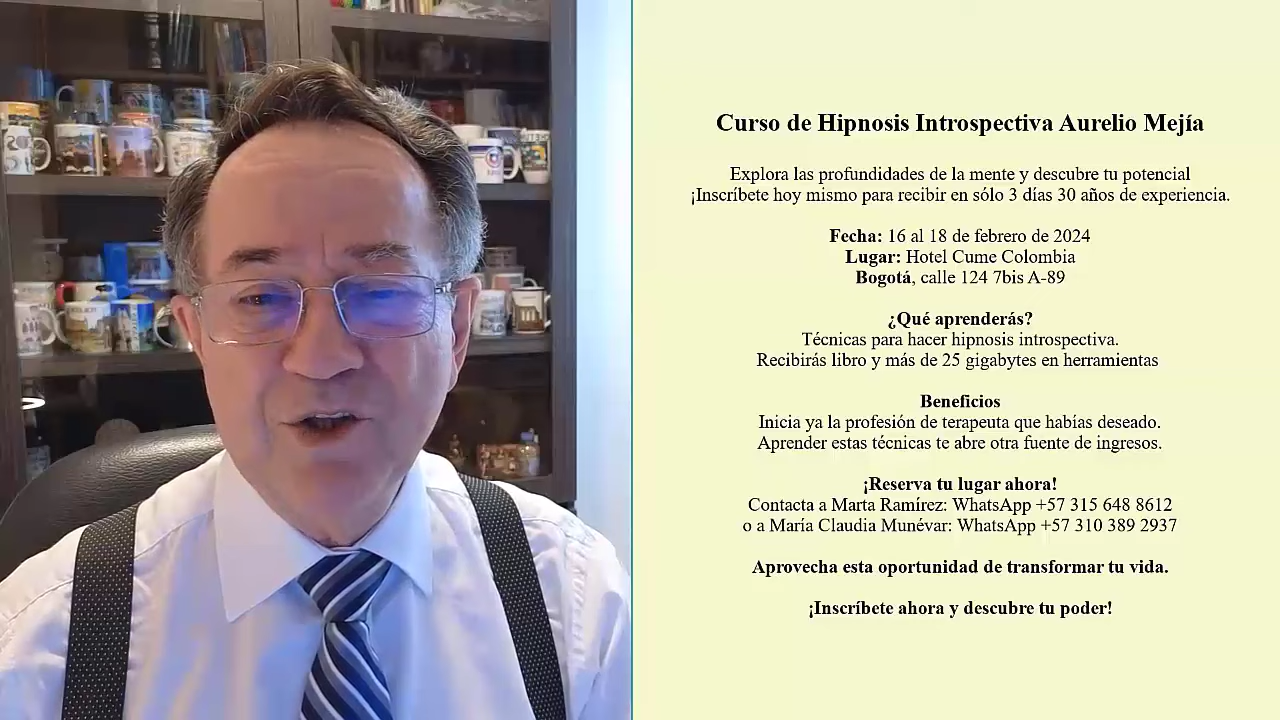 Curso de Hipnosis Introspectiva Aurelio Mejía
Explora las profundidades de la mente y descubre tu potencial
¡Inscríbete hoy mismo para recibir en sólo 3 días 30 años de experiencia.
Fecha: 16 al 18 de febrero de 2024
Lugar: Hotel Cume Colombia
Bogotá, calle 124 7bis A-89
¿Qué aprenderás?
Técnicas para hacer hipnosis introspectiva.
Recibirás libro y más de 25 gigabytes en herramientas
Beneficios
Inicia ya la profesión de terapeuta que habías deseado.
Aprender estas técnicas te abre otra fuente de ingresos.
¡Reserva tu lugar ahora!
Contacta a Marta Ramírez: WhatsApp +57 315 648 8612
o a María Claudia Munévar: WhatsApp +57 310 389 2937
Aprovecha esta oportunidad de transformar tu vida.
¡Inscríbete ahora y descubre tu poder!